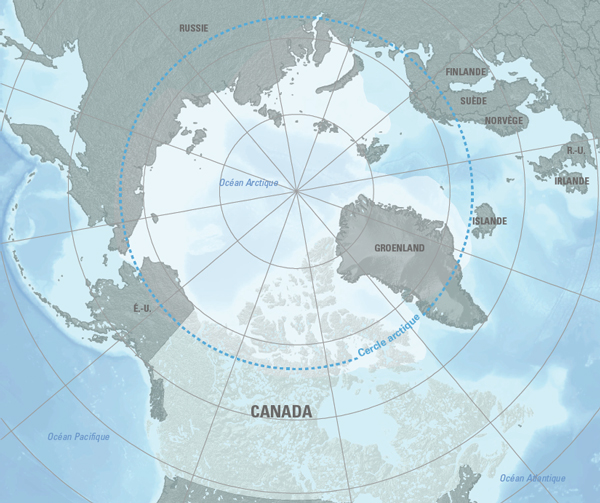 RUSSIE
FINLANDE
SUÈDE
NORVÈGE
R.-U.
IRLANDE
Océan Arctique
ISLANDE
GROENLAND
É.-U.
Cercle arctique
CANADA
Océan Pacifique
Océan Atlantique